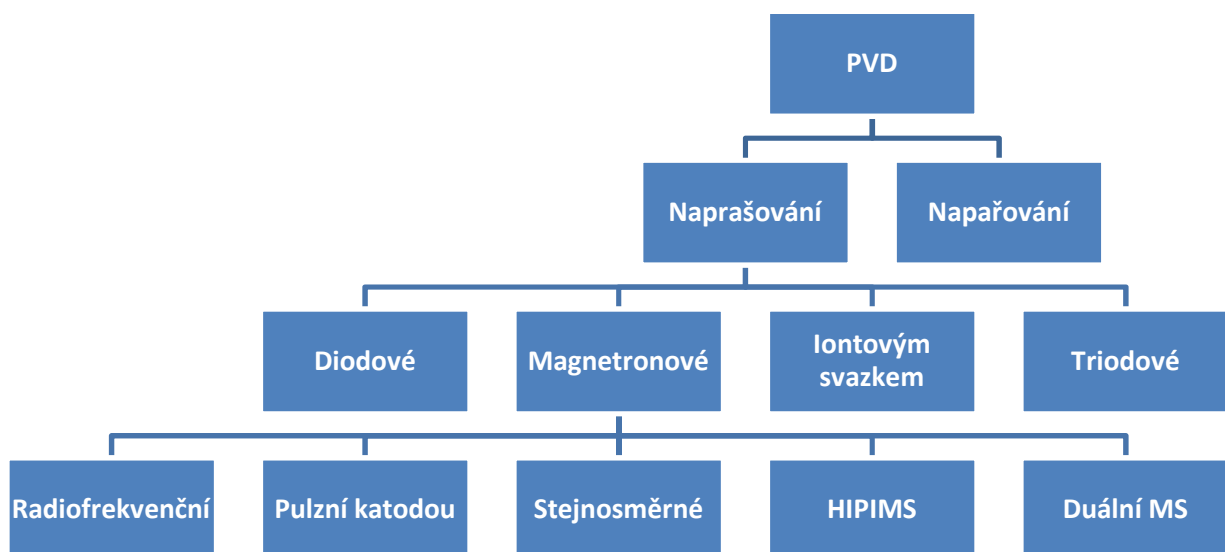 PVD
Naprašování
Napařování
Diodové
Magnetronové
Iontovým
svazkem
Triodové
Radiofrekvenční
Pulzní katodou
Stejnosměrné
HIPIMS
Duální MS